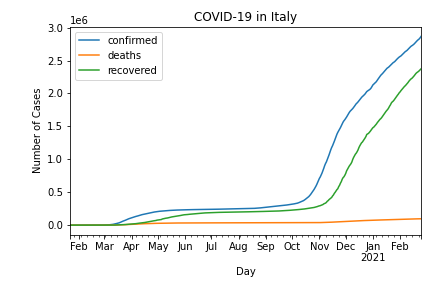 COVID-19 in Italy
1e6
3.0
2.5
2.0
1.5
1.0
0.5
0.0
Number of Cases
confirmed
deaths
recovered
Feb Mar Apr May Jun Jul Aug Sep Oct Nov Dec Jan Feb
2021
Day